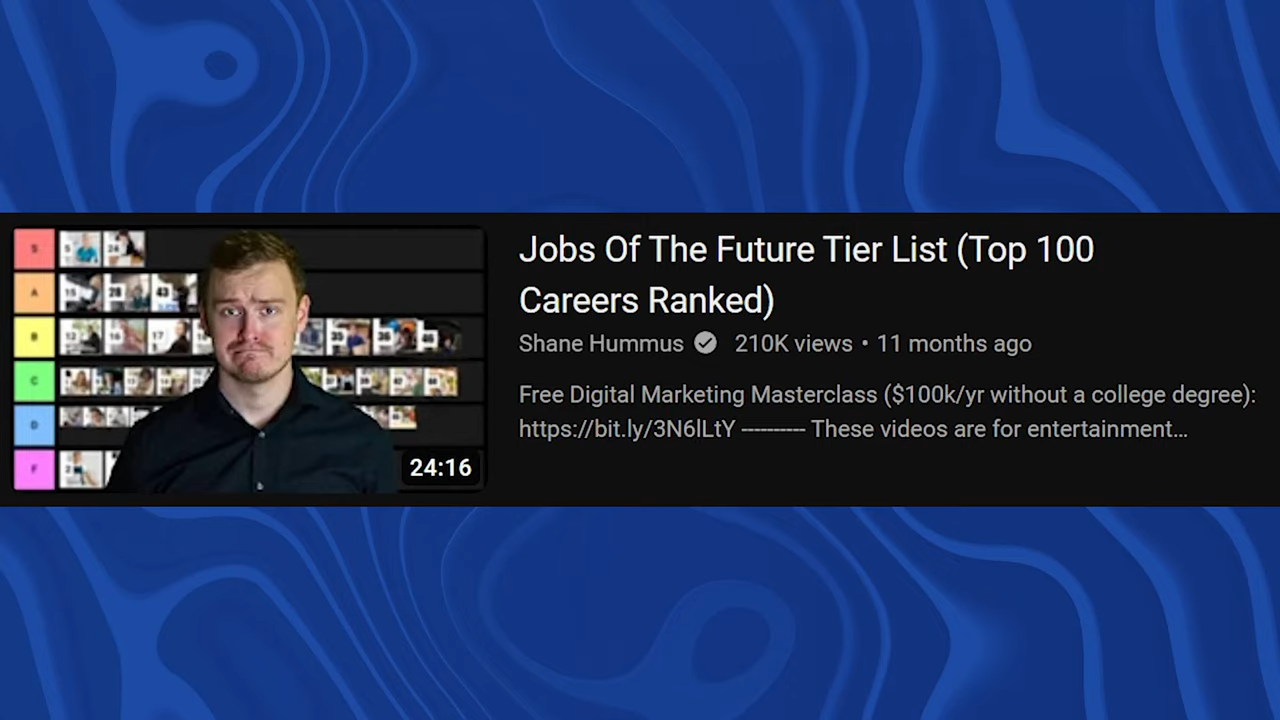 S
A
B
C
D
F
24:16
Jobs Of The Future Tier List (Top 100
Careers Ranked)
Shane Hummus 210K views • 11 months ago
Free Digital Marketing Masterclass ($100k/yr without a college degree):
https://bit.ly/3N6lLtY ---------- These videos are for entertainment...